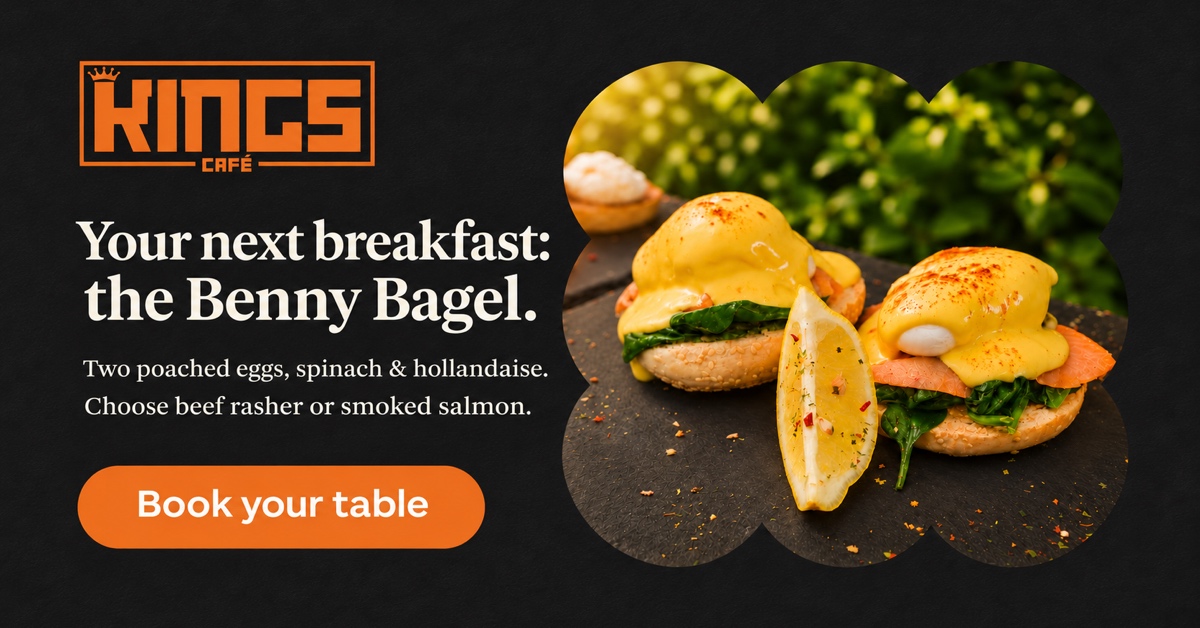 KINGS
CAFÉ
Your next breakfast:
the Benny Bagel.
Two poached eggs, spinach & hollandaise.
Choose beef rasher or smoked salmon.
Book your table